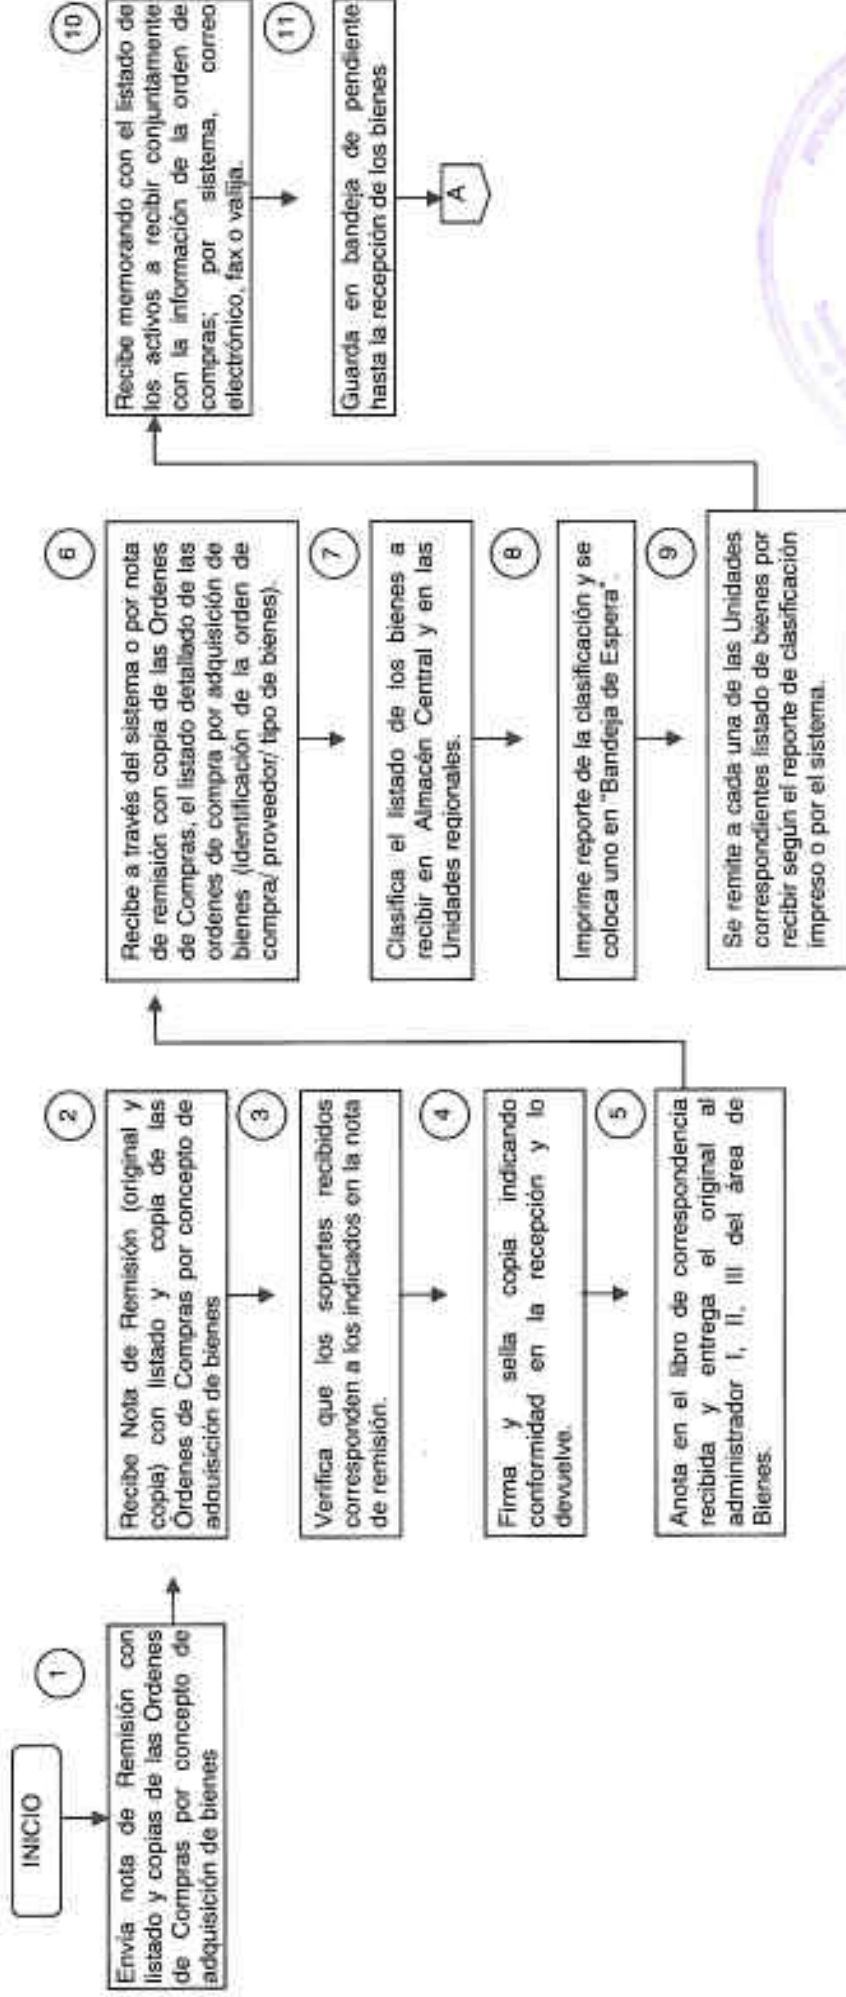 INICIO
1
Envía nota de Remisión con
listado y copias de las Ordenes
de Compras por concepto de
adquisición de bienes
2
Recibe Nota de Remisión (original y
copia) con listado y copia de las
Órdenes de Compras por concepto de
adquisición de bienes
3
Verifica que los soportes recibidos
corresponden a los indicados en la nota
de remisión.
4
Firma y sella copia indicando
conformidad en la recepción y lo
devuelve.
5
Anota en el libro de correspondencia
recibida y entrega el original al
administrador I, II, III del área de
Bienes.
6
Recibe a través del sistema o por nota
de remisión con copia de las Ordenes
de Compras, el listado detallado de las
ordenes de compra por adquisición de
bienes (identificación de la orden de
compra/ proveedor/ tipo de bienes).
7
Clasifica el listado de los bienes a
recibir en Almacén Central y en las
Unidades regionales.
8
Imprime reporte de la clasificación y se
coloca uno en "Bandeja de Espera".
9
Se remite a cada una de las Unidades
correspondientes listado de bienes por
recibir según el reporte de clasificación
impreso o por el sistema.
10
Recibe memorando con el listado de
los activos a recibir conjuntamente
con la información de la orden de
compras; por sistema, correo
electrónico, fax o valija.
11
Guarda en bandeja de pendiente
hasta la recepción de los bienes
A